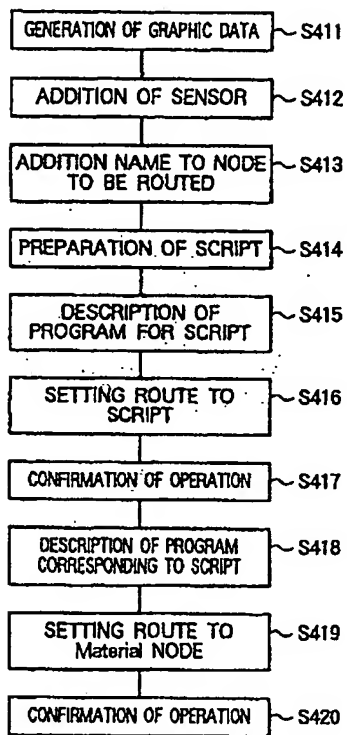 GENERATION OF GRAPHIC DATA S411
ADDITION OF SENSOR S412
ADDITION NAME TO NODE S413
TO BE ROUTED
PREPARATION OF SCRIPT S414
DESCRIPTION OF S415
PROGRAM FOR SCRIPT
SETTING ROUTE TO S416
SCRIPT
CONFIRMATION OF OPERATION S417
DESCRIPTION OF PROGRAM S418
CORRESPONDING TO SCRIPT
SETTING ROUTE TO S419
Material NODE
CONFIRMATION OF OPERATION S420